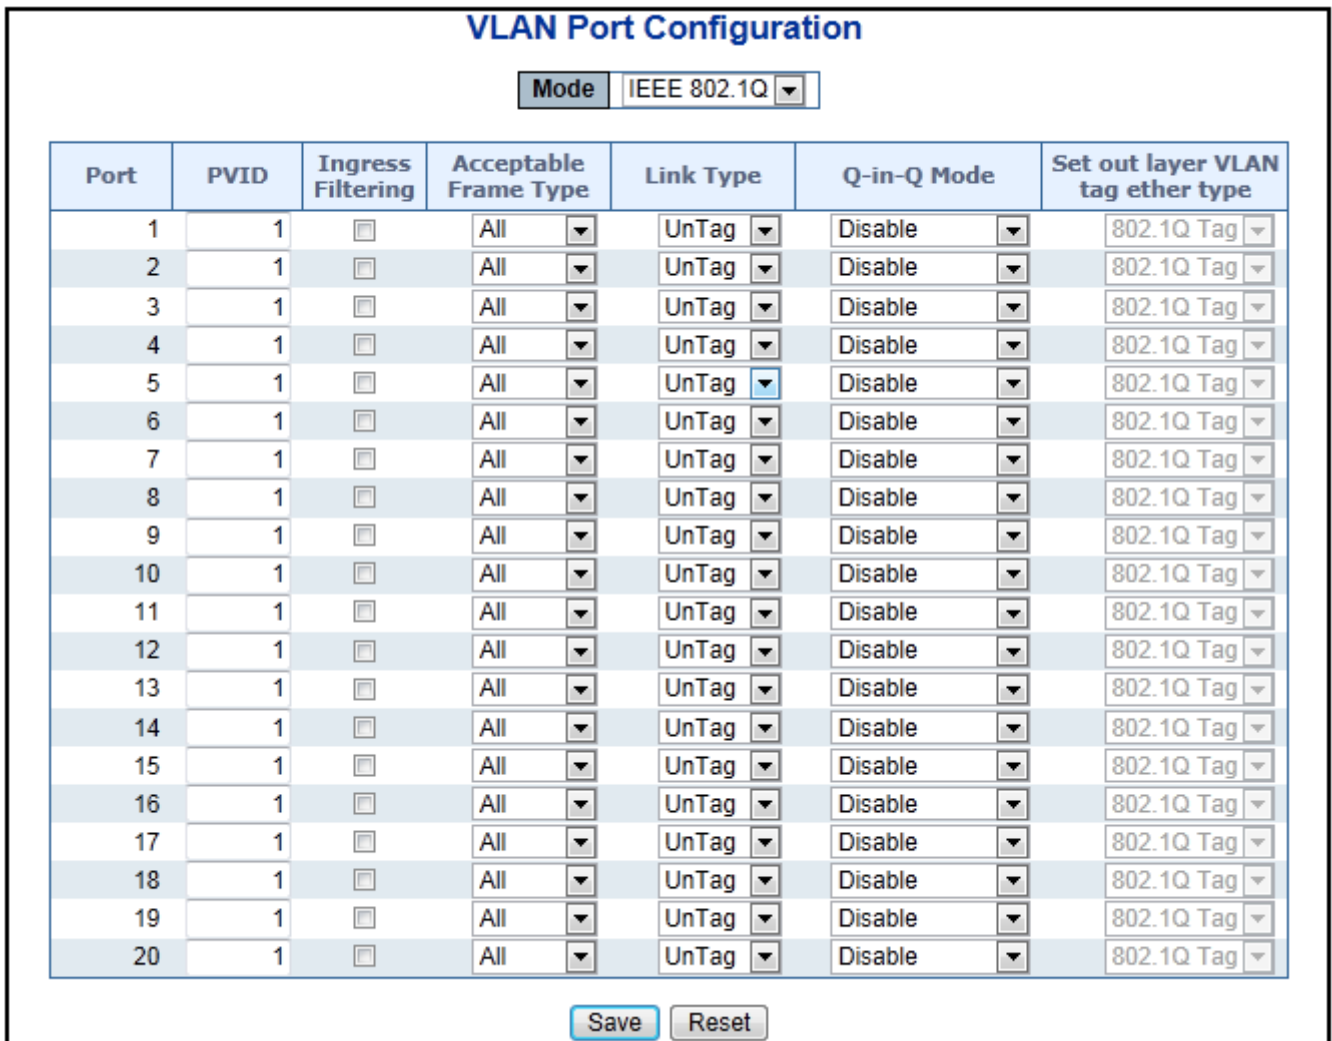 VLAN Port Configuration
Mode IEEE 802.1Q
Port PVID Ingress Filtering Acceptable Frame Type Link Type Q-in-Q Mode Set out layer VLAN tag ether type
1 1 All UnTag Disable 802.1Q Tag
2 1 All UnTag Disable 802.1Q Tag
3 1 All UnTag Disable 802.1Q Tag
4 1 All UnTag Disable 802.1Q Tag
5 1 All UnTag Disable 802.1Q Tag
6 1 All UnTag Disable 802.1Q Tag
7 1 All UnTag Disable 802.1Q Tag
8 1 All UnTag Disable 802.1Q Tag
9 1 All UnTag Disable 802.1Q Tag
10 1 All UnTag Disable 802.1Q Tag
11 1 All UnTag Disable 802.1Q Tag
12 1 All UnTag Disable 802.1Q Tag
13 1 All UnTag Disable 802.1Q Tag
14 1 All UnTag Disable 802.1Q Tag
15 1 All UnTag Disable 802.1Q Tag
16 1 All UnTag Disable 802.1Q Tag
17 1 All UnTag Disable 802.1Q Tag
18 1 All UnTag Disable 802.1Q Tag
19 1 All UnTag Disable 802.1Q Tag
20 1 All UnTag Disable 802.1Q Tag
Save Reset